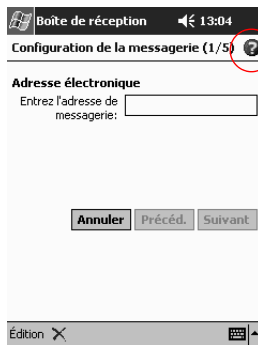 Boîte de réception 13:04
Configuration de la messagerie (1/5)
Adresse électronique
Entrez l'adresse de
messagerie:
Annuler Précéd. Suivant
Édition